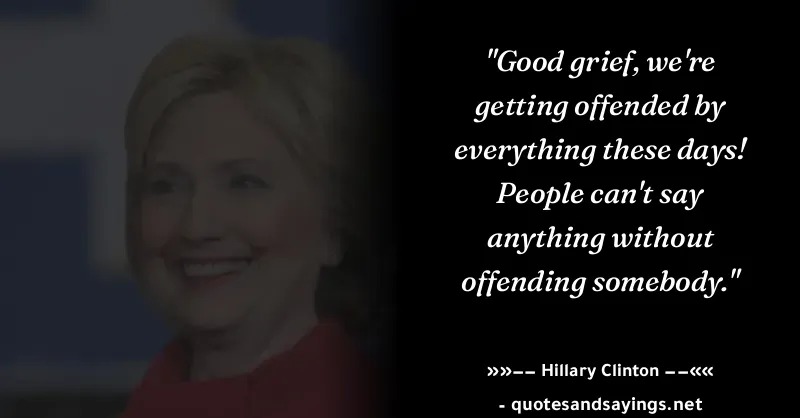 "Good grief, we're
getting offended by
everything these days!
People can't say
anything without
offending somebody."
»»–– Hillary Clinton ––««
- quotesandsayings.net